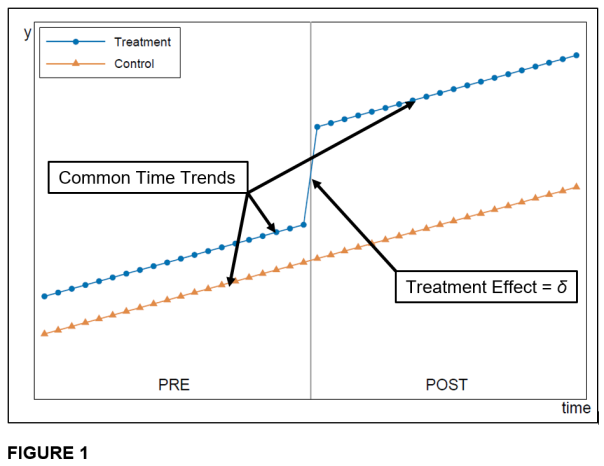 y
Treatment
Control
Common Time Trends
Treatment Effect = δ
PRE
POST
time
FIGURE 1